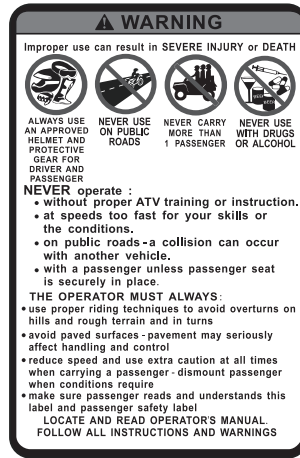 WARNING
Improper use can result in SEVERE INJURY or DEATH
ALWAYS USE
AN APPROVED
HELMET AND
PROTECTIVE
GEAR FOR
DRIVER AND
PASSENGER
NEVER USE
ON PUBLIC
ROADS
NEVER CARRY
MORE THAN
1 PASSENGER
NEVER USE
WITH DRUGS
OR ALCOHOL
NEVER operate :
• without proper ATV training or instruction.
• at speeds too fast for your skills or
the conditions.
• on public roads - a collision can occur
with another vehicle.
• with a passenger unless passenger seat
is securely in place.
THE OPERATOR MUST ALWAYS:
• use proper riding techniques to avoid overturns on
hills and rough terrain and in turns
• avoid paved surfaces - pavement may seriously
affect handling and control
• reduce speed and use extra caution at all times
when carrying a passenger - dismount passenger
when conditions require
• make sure passenger reads and understands this
label and passenger safety label
LOCATE AND READ OPERATOR'S MANUAL.
FOLLOW ALL INSTRUCTIONS AND WARNINGS